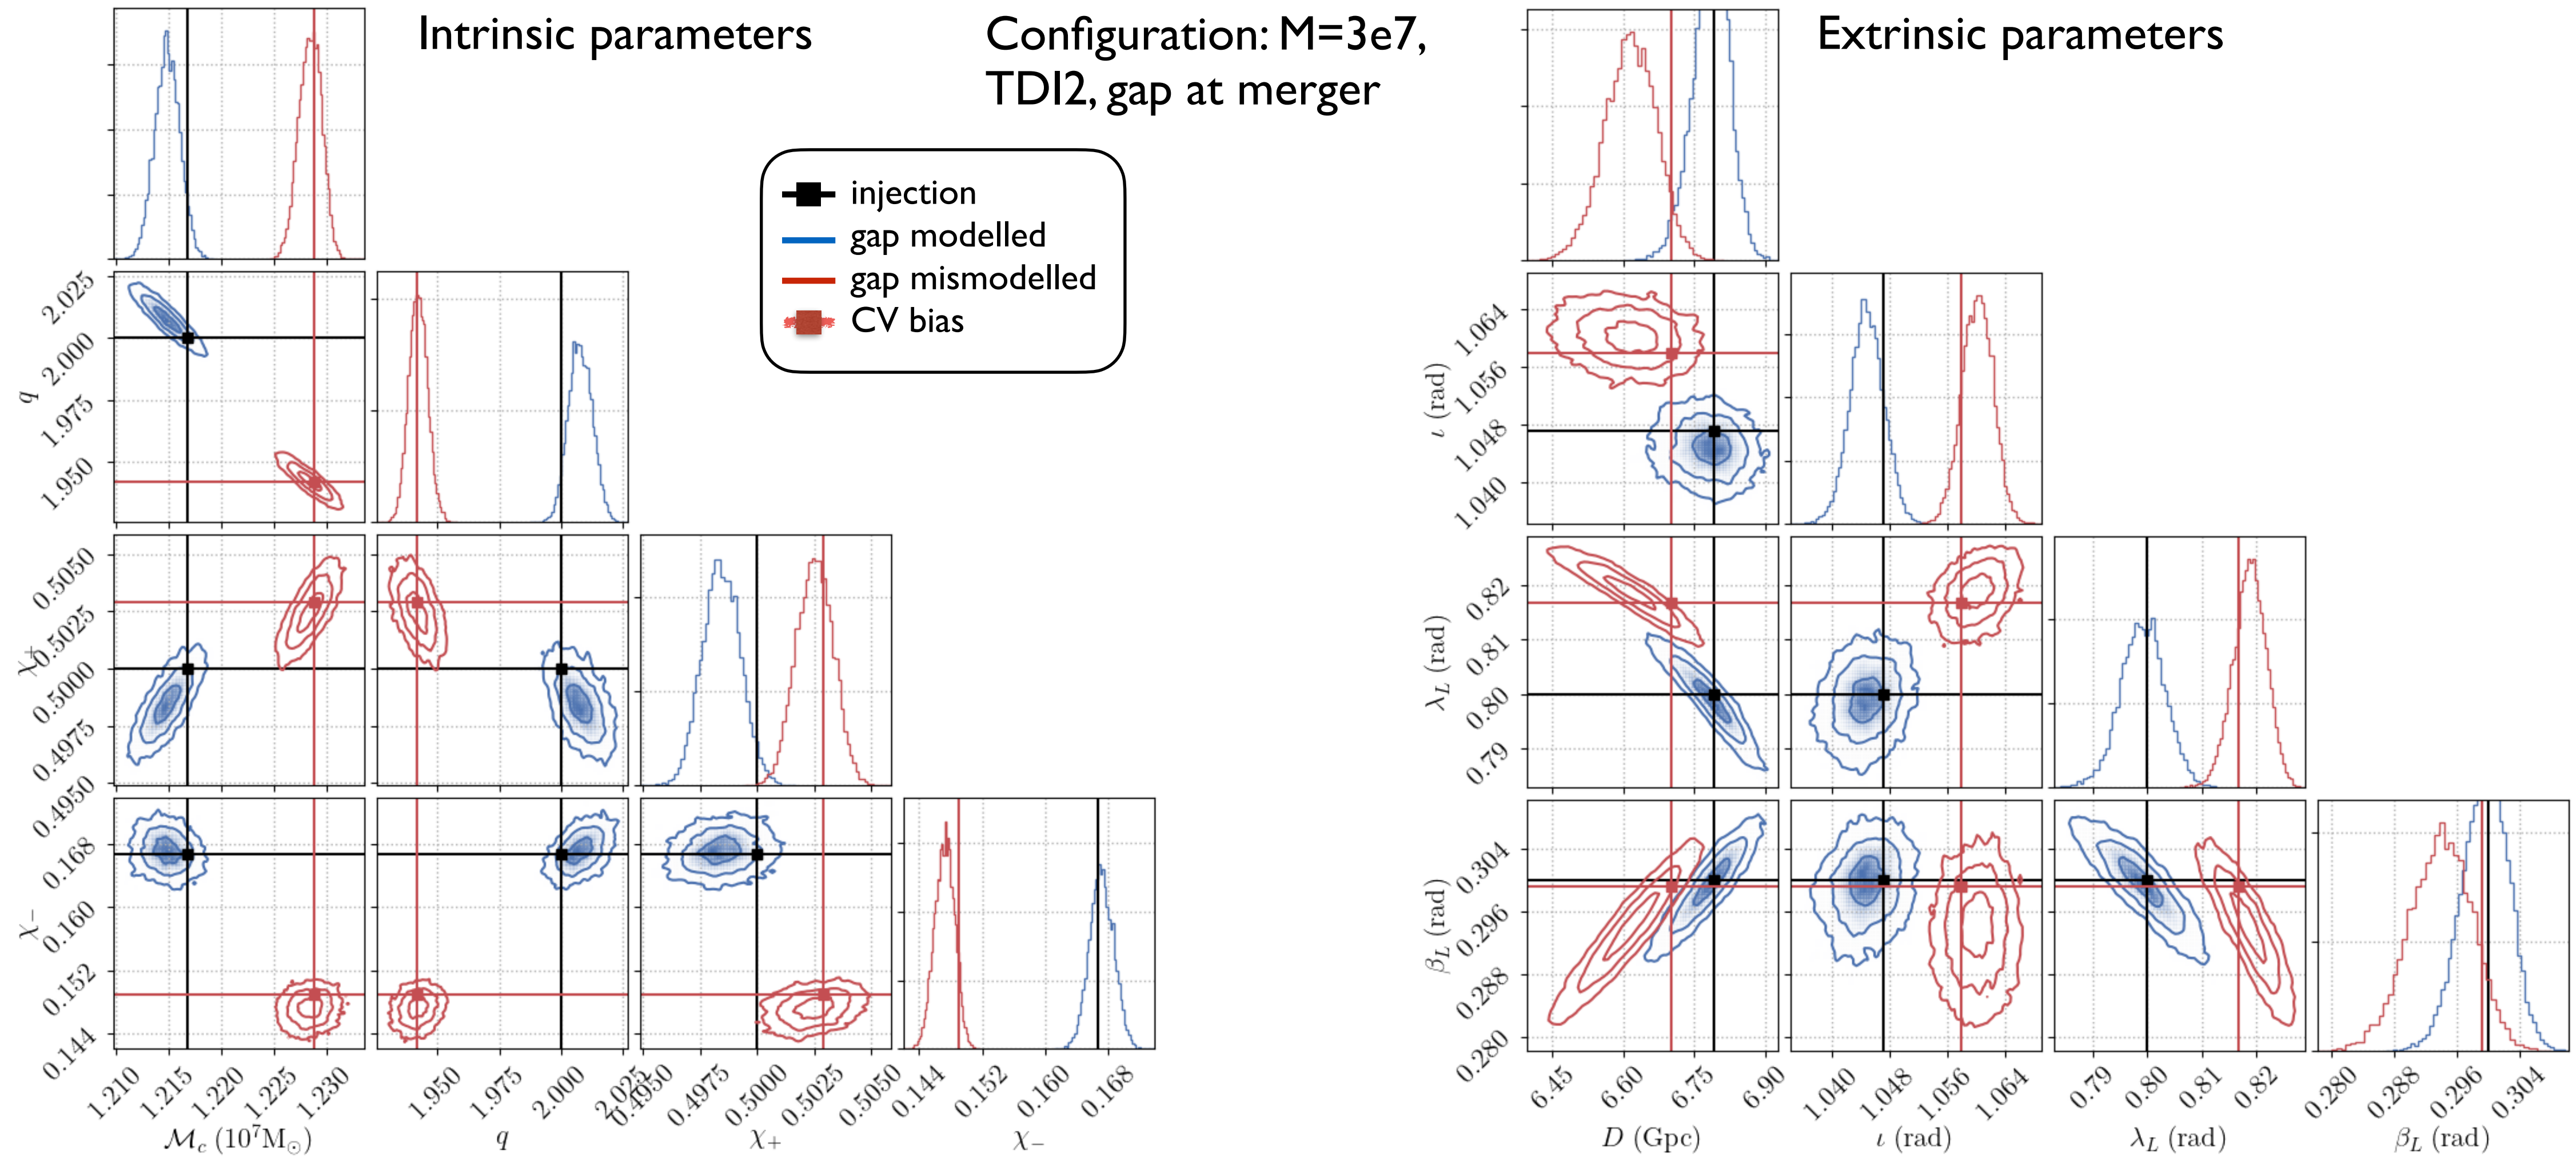 Intrinsic parameters
Configuration: M=3e7,
TDI2, gap at merger
Extrinsic parameters
injection
gap modelled
gap mismodelled
CV bias
q
2.025
2.000
1.975
1.950
χ+
0.5050
0.5025
0.5000
0.4975
0.4950
χ−
0.168
0.160
0.152
0.144
1.210 1.215 1.220 1.225 1.230
1.950 1.975 2.000 2.025
0.4950 0.4975 0.5000 0.5025 0.5050
0.144 0.152 0.160 0.168
ℳc (10⁷M⊙)
q
χ+
χ−
ι (rad)
1.064
1.056
1.048
1.040
λL (rad)
0.82
0.81
0.80
0.79
βL (rad)
0.304
0.296
0.288
0.280
6.45 6.60 6.75 6.90
1.040 1.048 1.056 1.064
0.79 0.80 0.81 0.82
0.280 0.288 0.296 0.304
D (Gpc)
ι (rad)
λL (rad)
βL (rad)